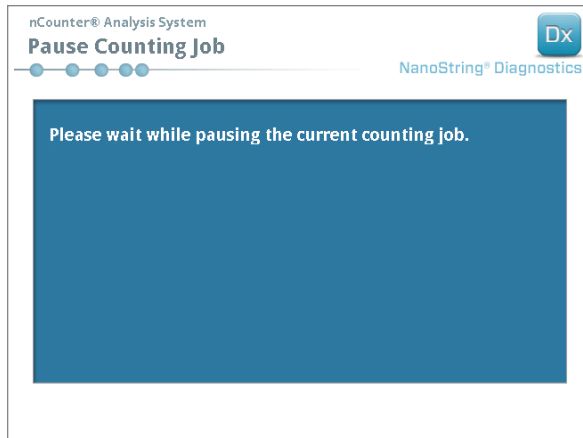 nCounter® Analysis System
Pause Counting Job
Dx
NanoString® Diagnostics
Please wait while pausing the current counting job.